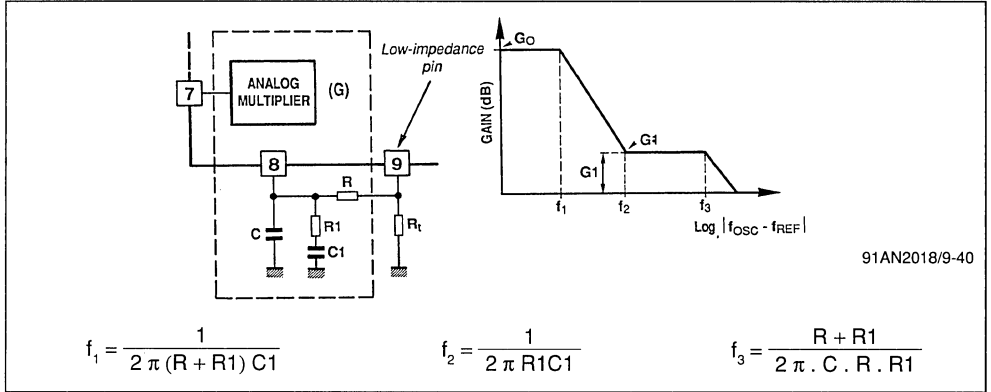 7
ANALOG
MULTIPLIER
(G)
Low-impedance
pin
8
9
R
C
R1
C1
Rt
GAIN (dB)
G0
G1
G1
f1
f2
f3
Log |fOSC - fREF|
91AN2018/9-40
f1 = 1 / 2 π (R + R1) C1
f2 = 1 / 2 π R1C1
f3 = R + R1 / 2 π . C . R . R1